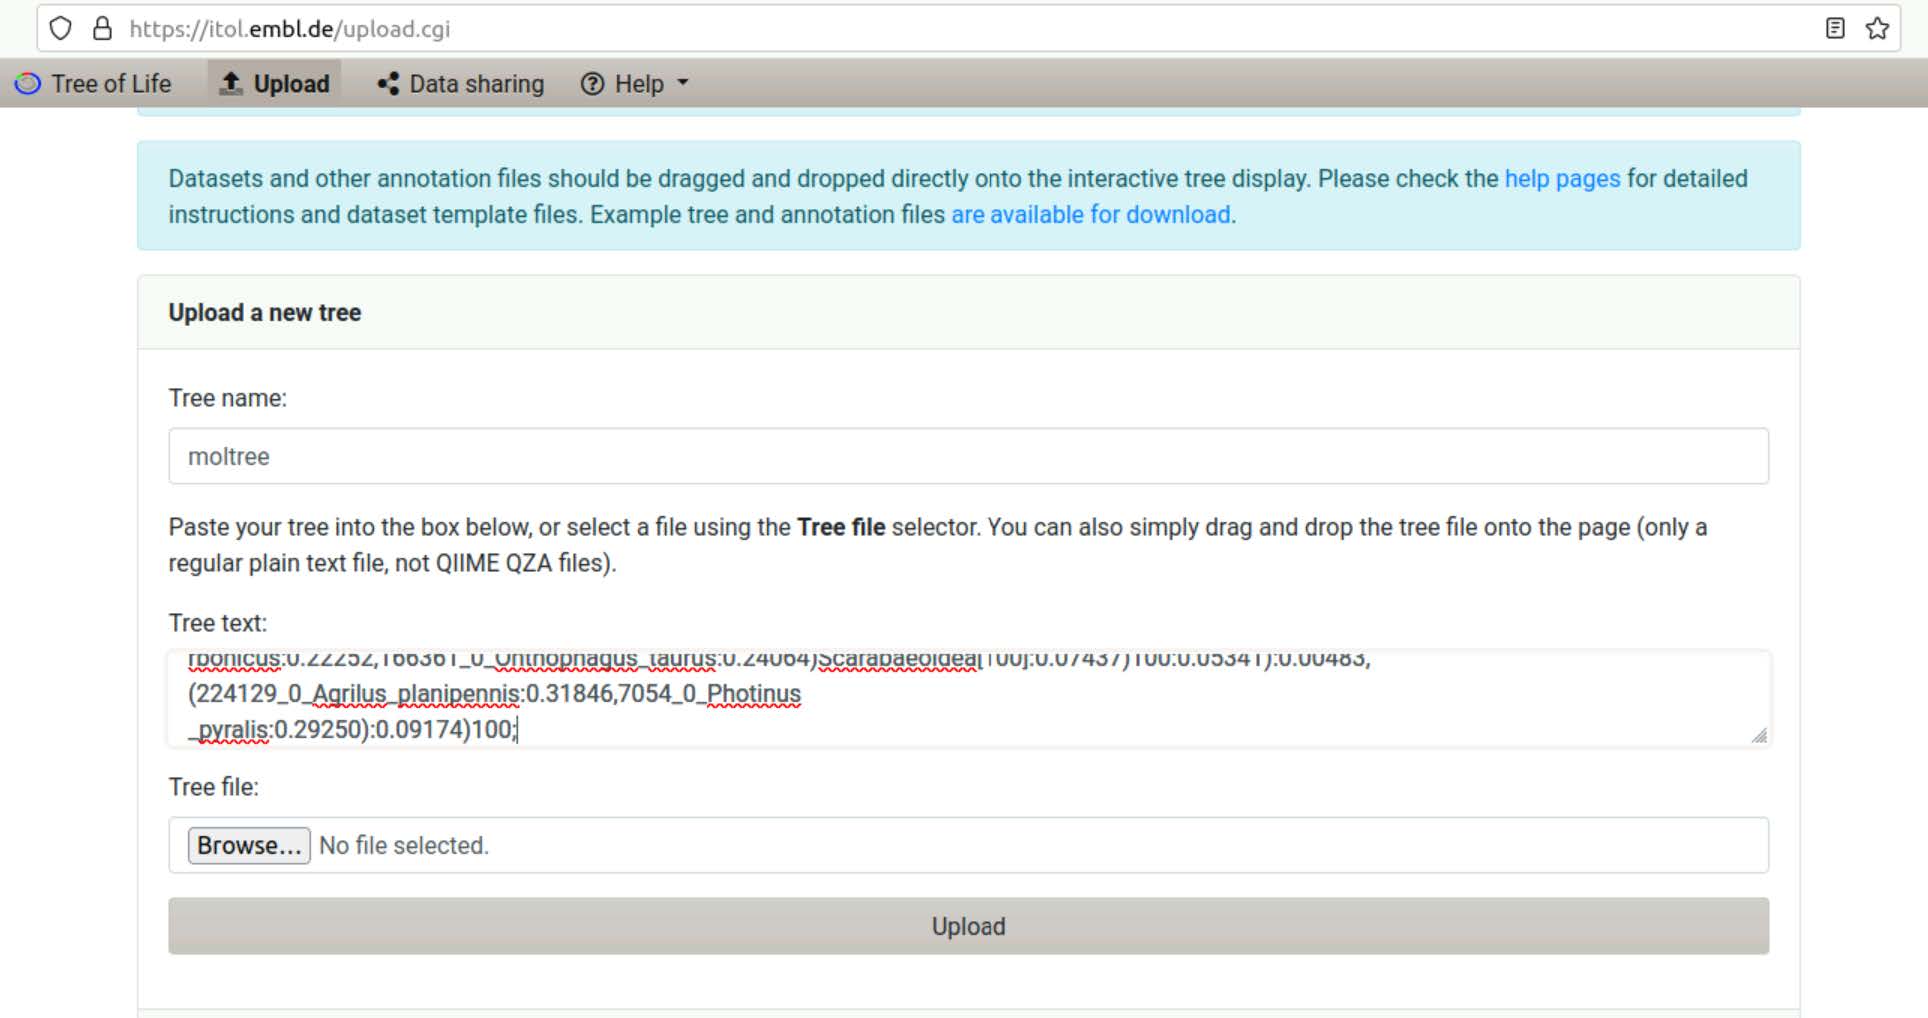 https://itol.embl.de/upload.cgi
Tree of Life Upload Data sharing Help
Datasets and other annotation files should be dragged and dropped directly onto the interactive tree display. Please check the help pages for detailed
instructions and dataset template files. Example tree and annotation files are available for download.
Upload a new tree
Tree name:
moltree
Paste your tree into the box below, or select a file using the Tree file selector. You can also simply drag and drop the tree file onto the page (only a
regular plain text file, not QIIME QZA files).
Tree text:
rbonicus:0.22252,166361_0_Onthophagus_taurus:0.24064)Scarabaeoidea[100]:0.07437)100:0.05341):0.00483,
(224129_0_Agrilus_planipennis:0.31846,7054_0_Photinus
_pyralis:0.29250):0.09174)100;
Tree file:
Browse... No file selected.
Upload